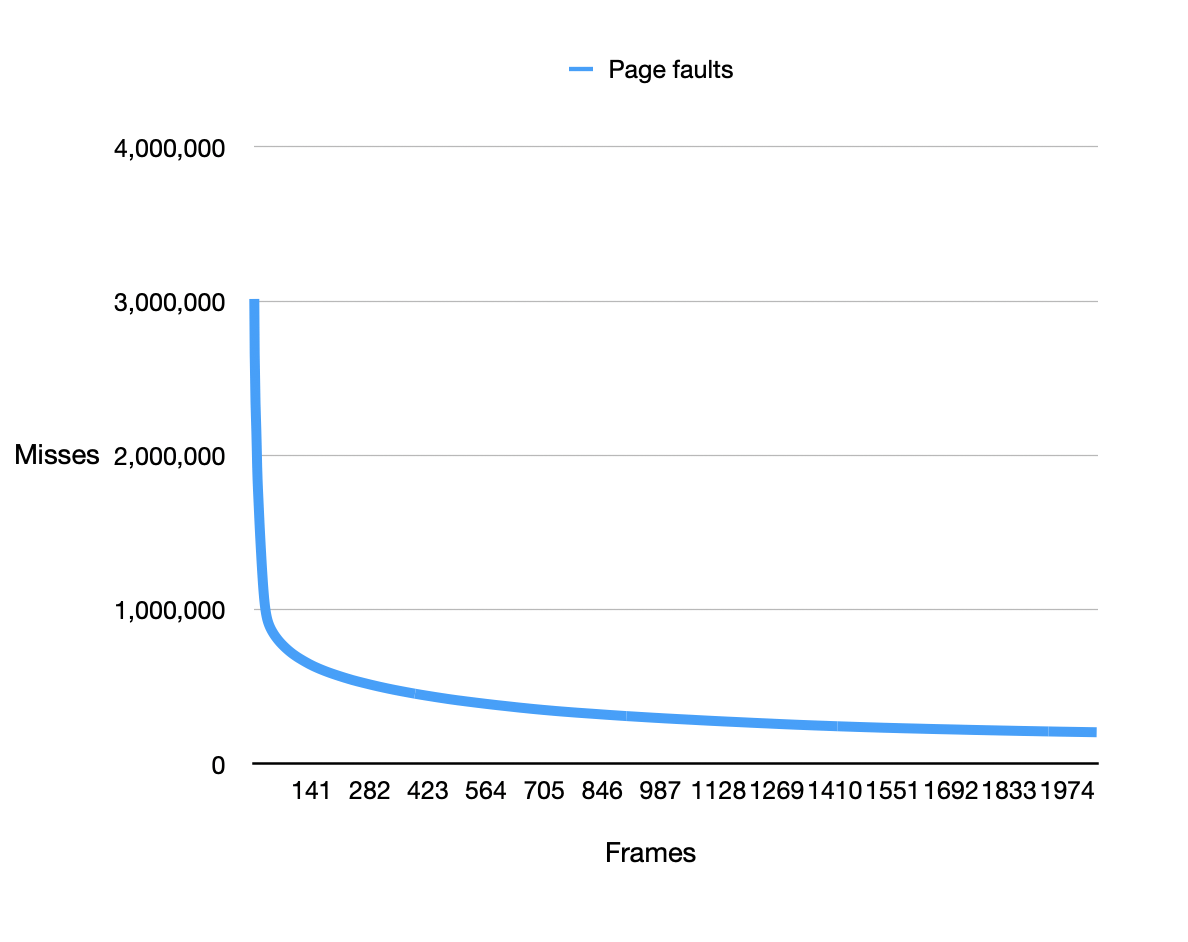 Page faults
4,000,000
3,000,000
Misses 2,000,000
1,000,000
0
141 282 423 564 705 846 987 1128 1269 1410 1551 1692 1833 1974
Frames